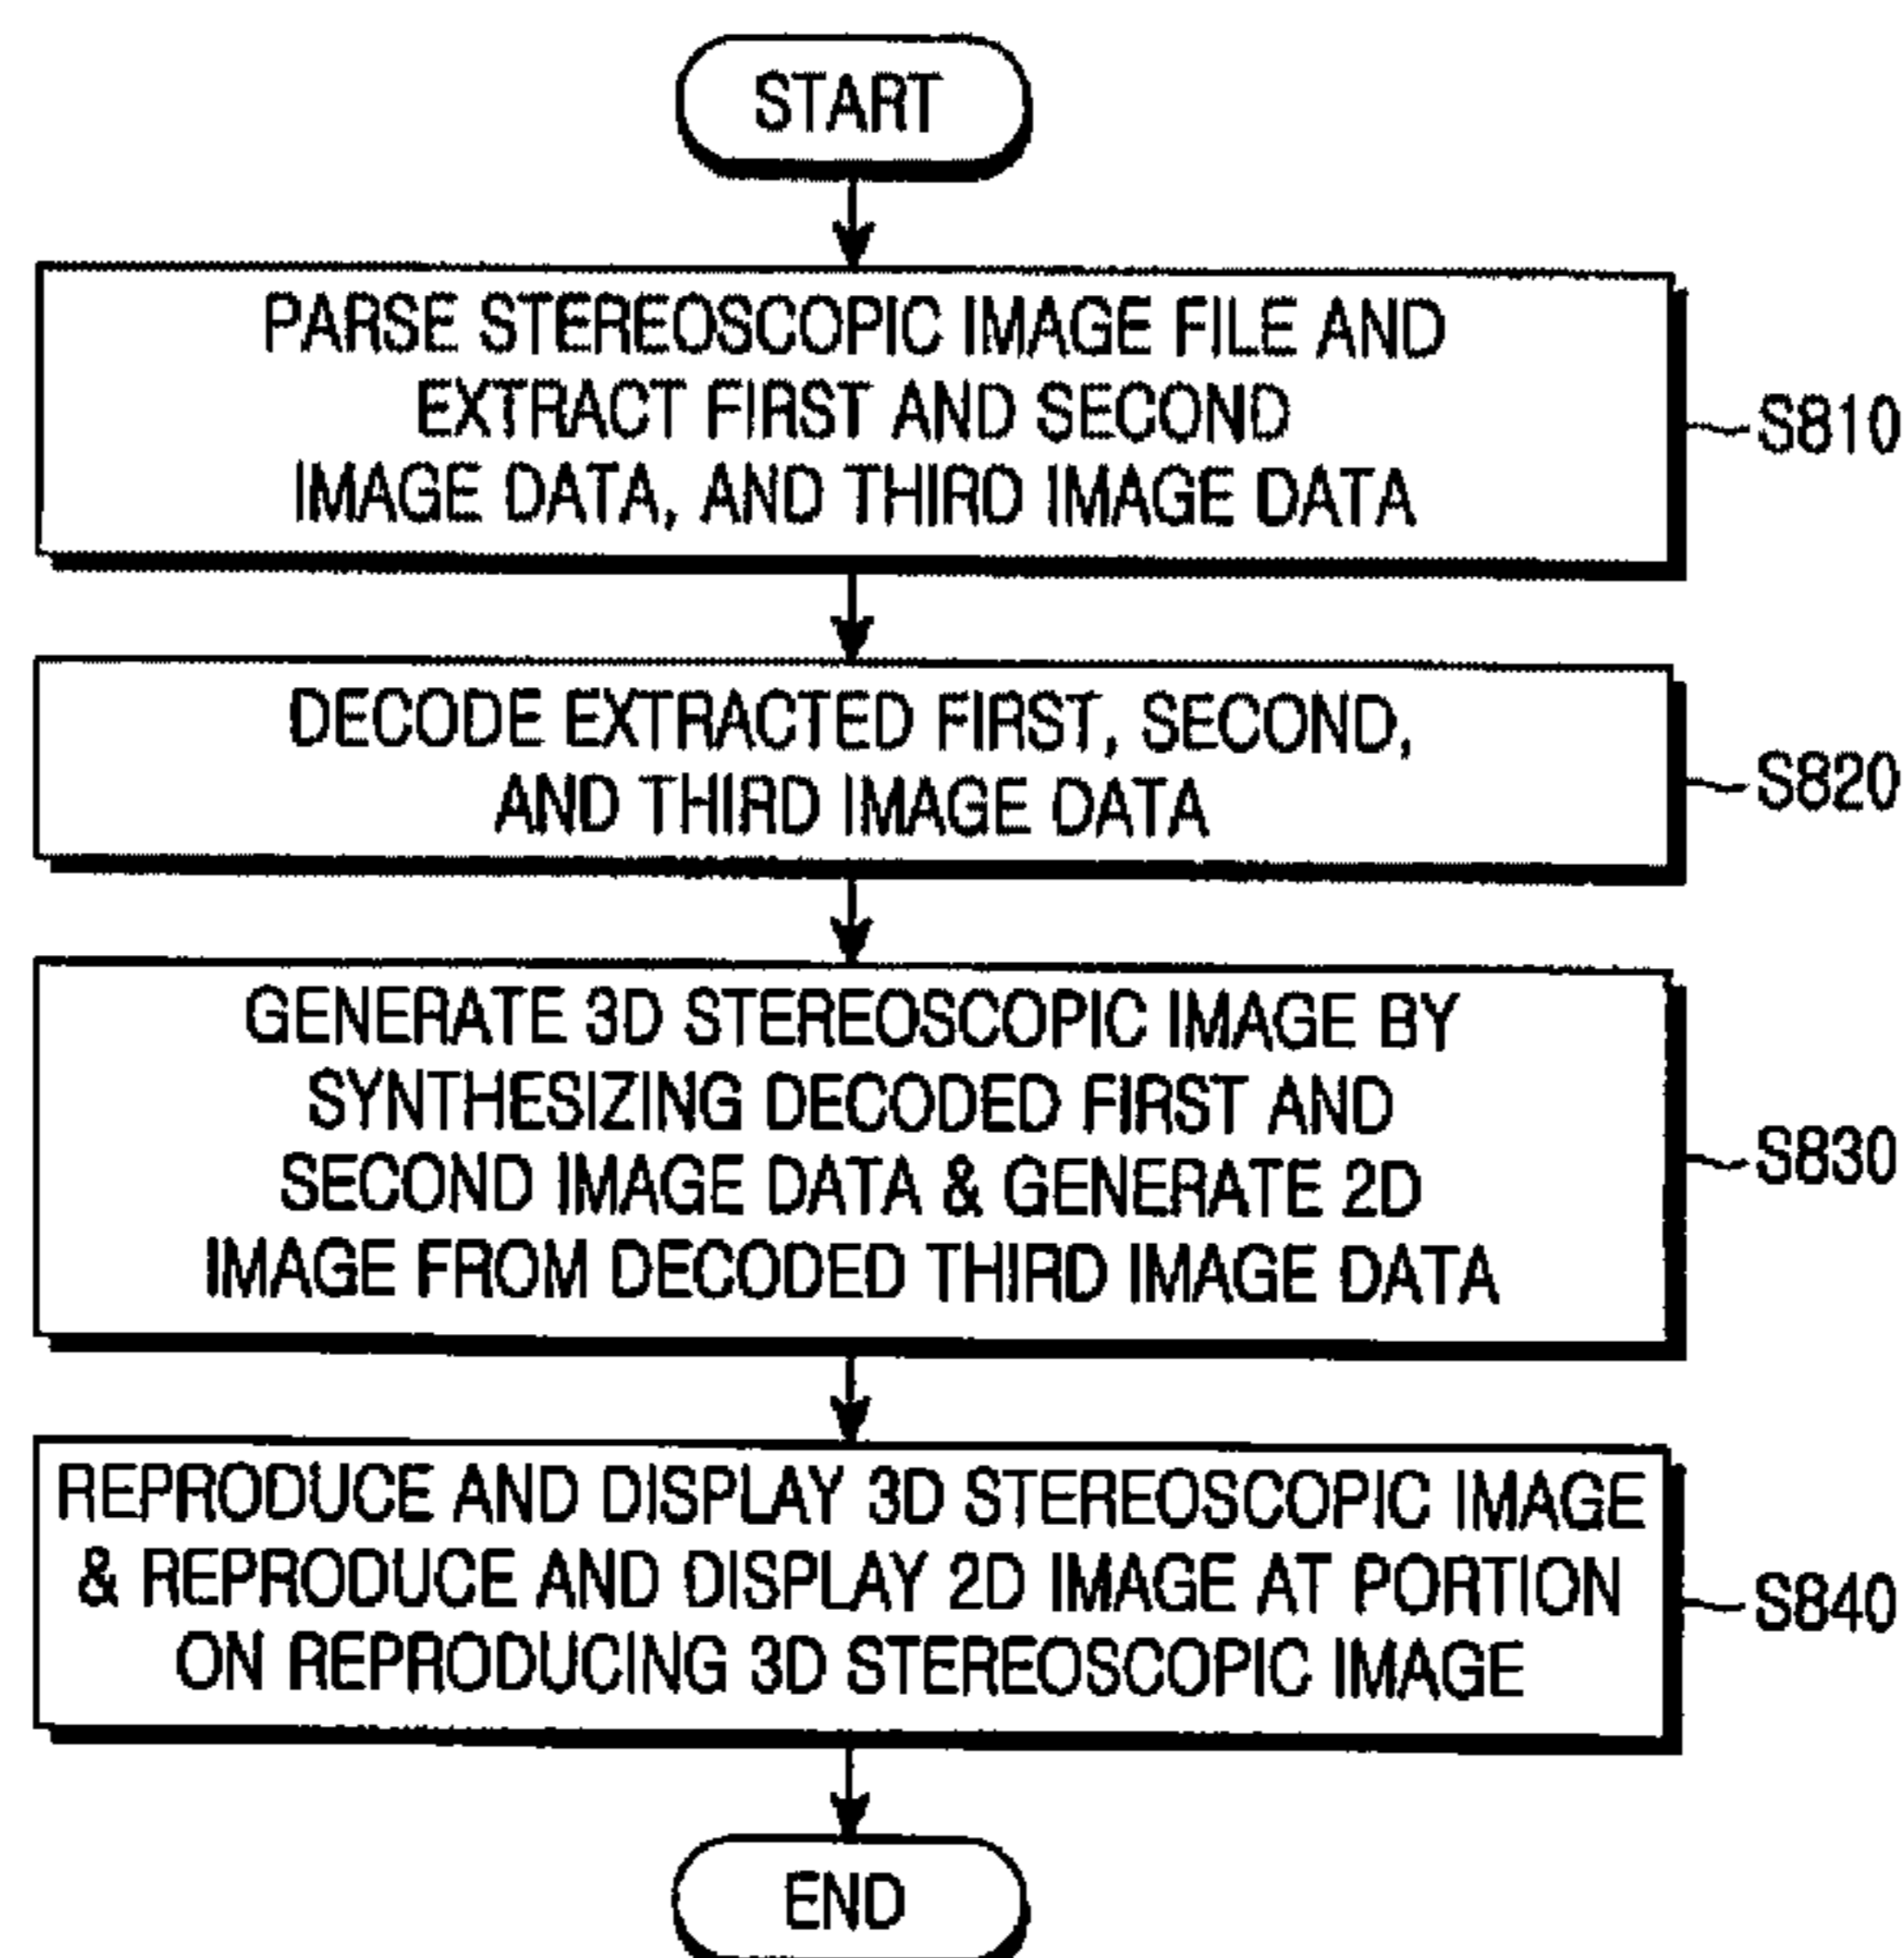 START
PARSE STEREOSCOPIC IMAGE FILE AND
EXTRACT FIRST AND SECOND
IMAGE DATA, AND THIRD IMAGE DATA
S810
DECODE EXTRACTED FIRST, SECOND,
AND THIRD IMAGE DATA
S820
GENERATE 3D STEREOSCOPIC IMAGE BY
SYNTHESIZING DECODED FIRST AND
SECOND IMAGE DATA & GENERATE 2D
IMAGE FROM DECODED THIRD IMAGE DATA
S830
REPRODUCE AND DISPLAY 3D STEREOSCOPIC IMAGE
& REPRODUCE AND DISPLAY 2D IMAGE AT PORTION
ON REPRODUCING 3D STEREOSCOPIC IMAGE
S840
END